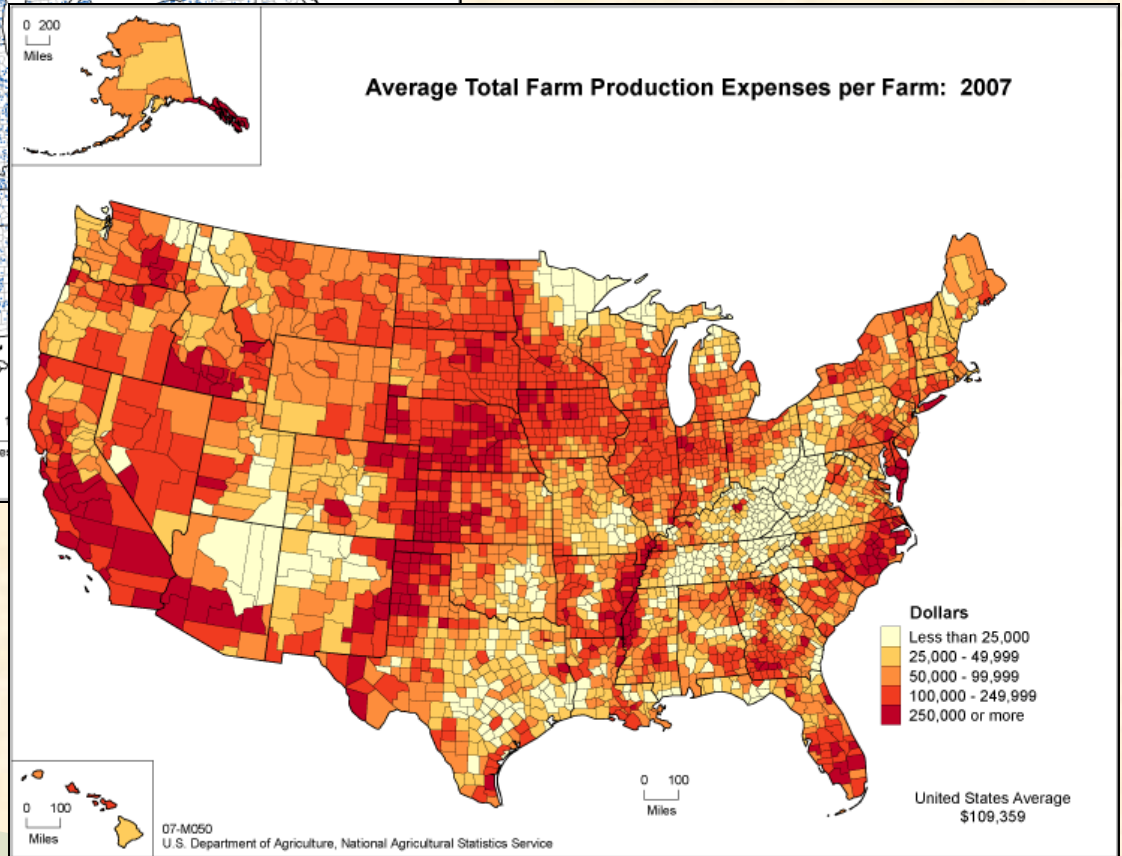 0 200
Miles
Average Total Farm Production Expenses per Farm: 2007
Dollars
Less than 25,000
25,000 - 49,999
50,000 - 99,999
100,000 - 249,999
250,000 or more
0 100
Miles
0 100
Miles
United States Average
$109,359
07-M050
U.S. Department of Agriculture, National Agricultural Statistics Service